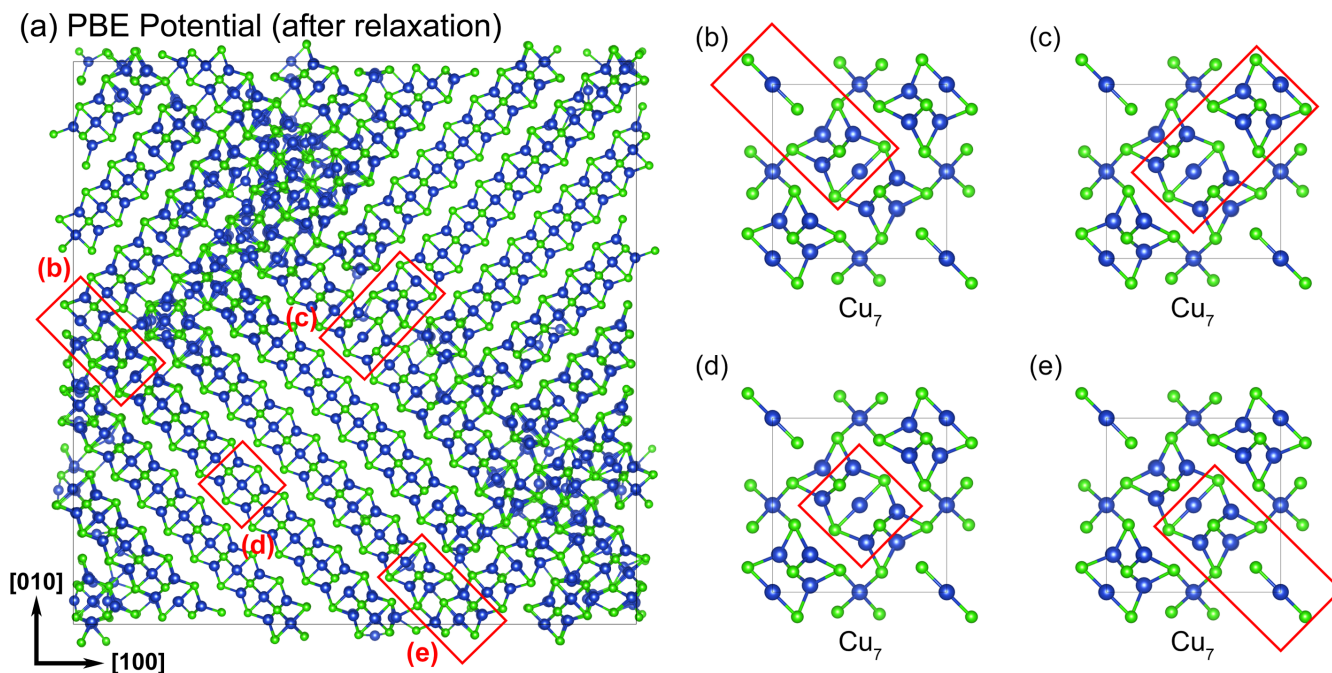 (a) PBE Potential (after relaxation)
(b)
(c)
(b)
(c)
Cu₇
Cu₇
(d)
(e)
(d)
(e)
[010]
[100]
Cu₇
Cu₇